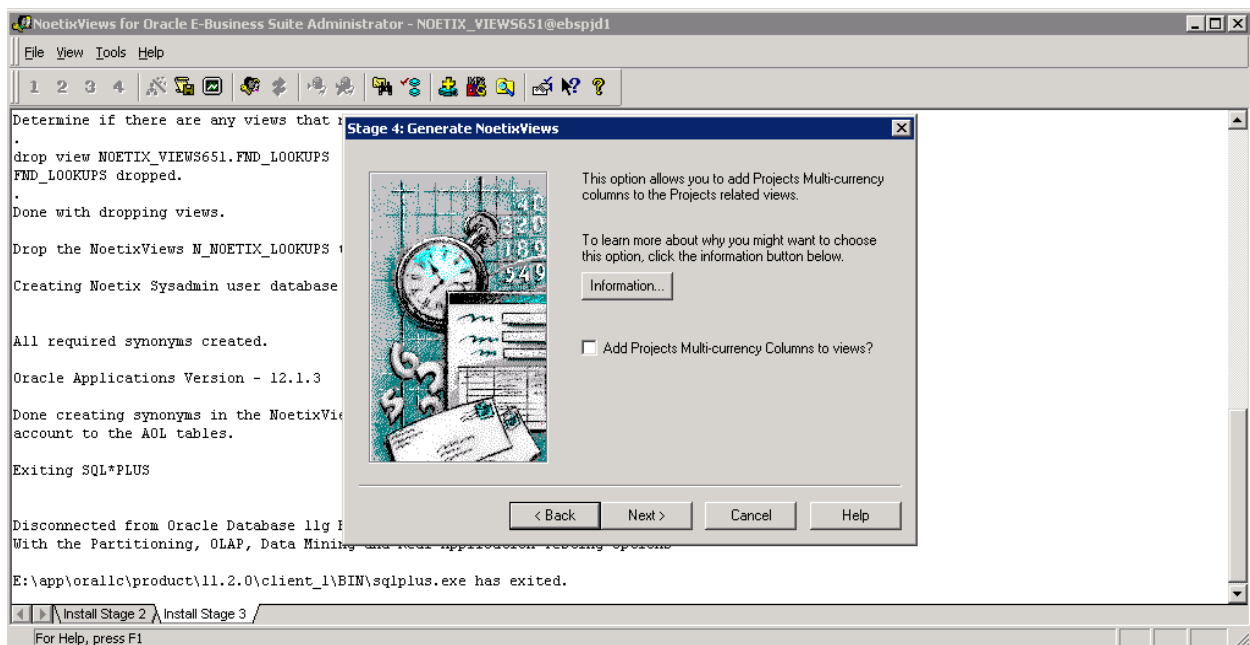 NoetixViews for Oracle E-Business Suite Administrator - NOETIX_VIEWS651@ebspjd1
File View Tools Help
1 2 3 4
Determine if there are any views that
.
drop view NOETIX_VIEWS651.FND_LOOKUPS
FND_LOOKUPS dropped.
.
Done with dropping views.
Drop the NoetixViews N_NOETIX_LOOKUPS
Creating Noetix Sysadmin user database
All required synonyms created.
Oracle Applications Version - 12.1.3
Done creating synonyms in the NoetixVie
account to the AOL tables.
Exiting SQL*PLUS
Disconnected from Oracle Database 11g
With the Partitioning, OLAP, Data Mining
E:\app\orallc\product\11.2.0\client_1\BIN\sqlplus.exe has exited.
Install Stage 2
Install Stage 3
For Help, press F1
Stage 4: Generate NoetixViews
This option allows you to add Projects Multi-currency
columns to the Projects related views.
To learn more about why you might want to choose
this option, click the information button below.
Information...
Add Projects Multi-currency Columns to views?
< Back
Next >
Cancel
Help
40
320
189
549